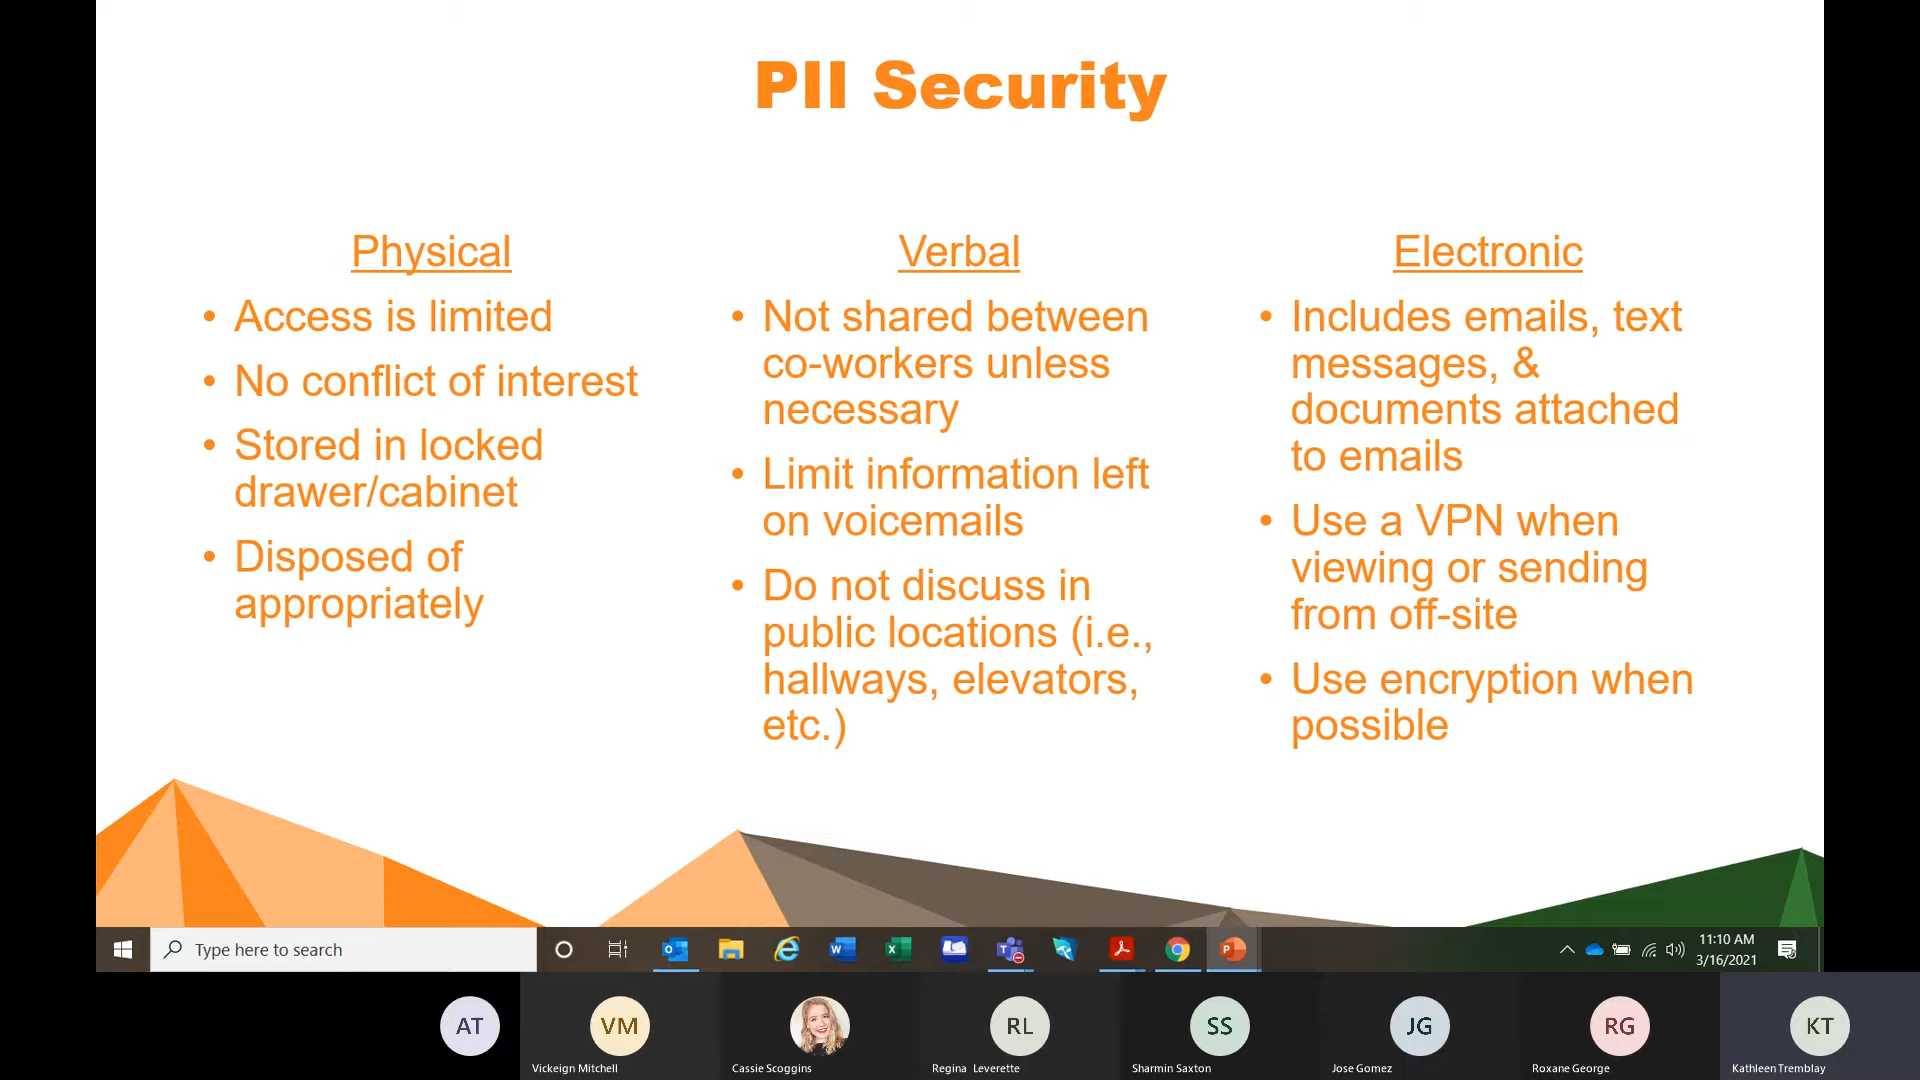 PII Security
Physical
• Access is limited
• No conflict of interest
• Stored in locked
drawer/cabinet
• Disposed of
appropriately
Verbal
• Not shared between
co-workers unless
necessary
• Limit information left
on voicemails
• Do not discuss in
public locations (i.e.,
hallways, elevators,
etc.)
Electronic
• Includes emails, text
messages, &
documents attached
to emails
• Use a VPN when
viewing or sending
from off-site
• Use encryption when
possible
Type here to search
11:10 AM
3/16/2021
AT
VM
RL
SS
JG
RG
KT
Vickeign Mitchell
Cassie Scoggins
Regina Leverette
Sharmin Saxton
Jose Gomez
Roxane George
Kathleen Tremblay